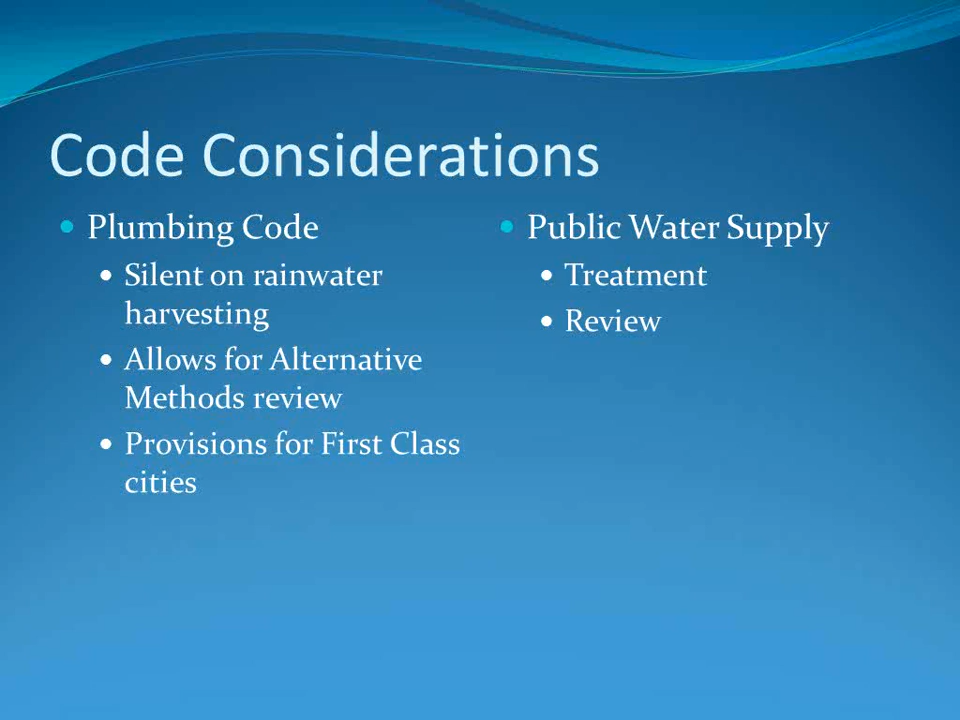 Code Considerations
• Plumbing Code
• Silent on rainwater
harvesting
• Allows for Alternative
Methods review
• Provisions for First Class
cities
• Public Water Supply
• Treatment
• Review